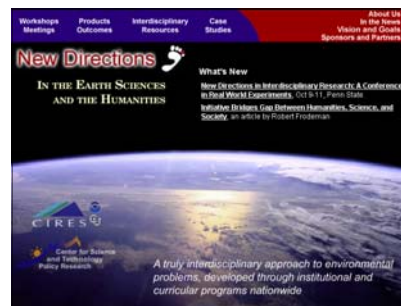 Workshops Meetings
Products Outcomes
Interdisciplinary Resources
Case Studies
About Us
In the News
Vision and Goals
Sponsors and Partners
New Directions
IN THE EARTH SCIENCES
AND THE HUMANITIES
What's New
New Directions in Interdisciplinary Research: A Conference
in Real World Experiments, Oct 9-11, Penn State
Initiative Bridges Gap Between Humanities, Science, and
Society, an article by Robert Frodeman
CIRES
Center for Science
and Technology
Policy Research
A truly interdisciplinary approach to environmental
problems, developed through institutional and
curricular programs nationwide